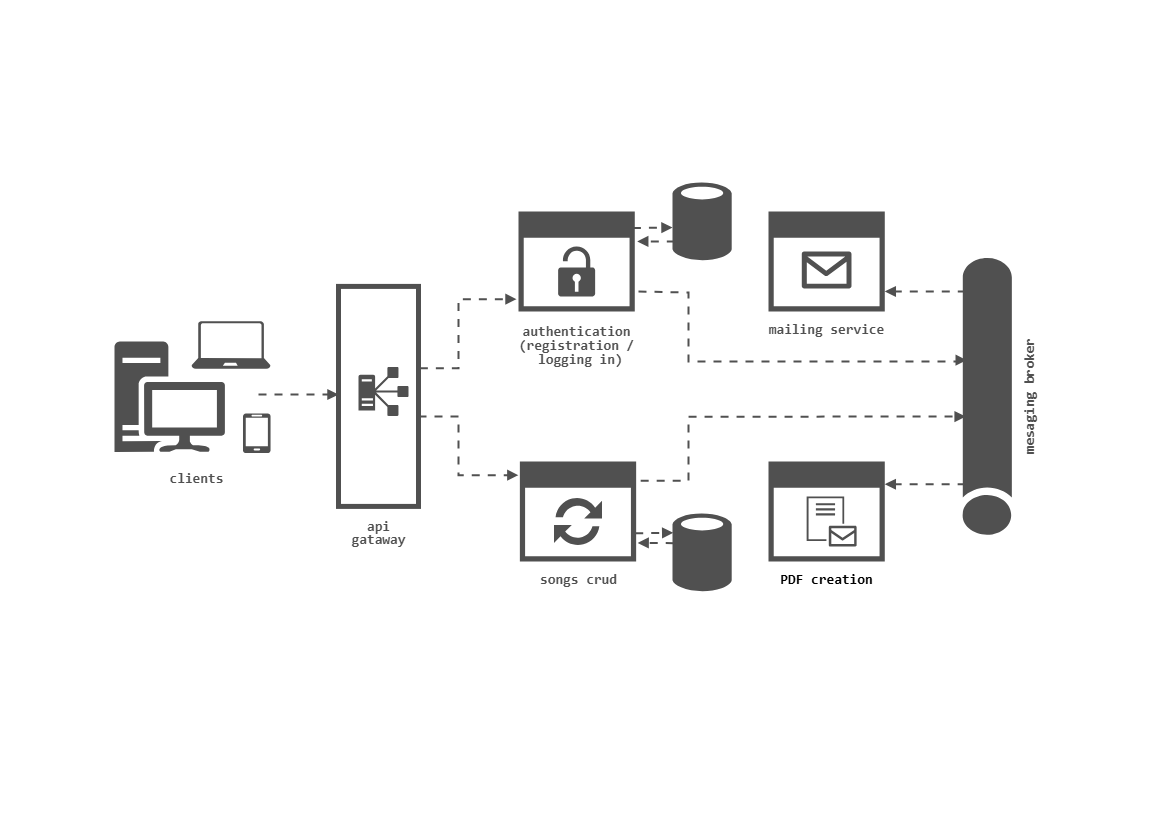 clients
api
gataway
authentication
(registration /
logging in)
songs crud
mailing service
PDF creation
mesaging broker